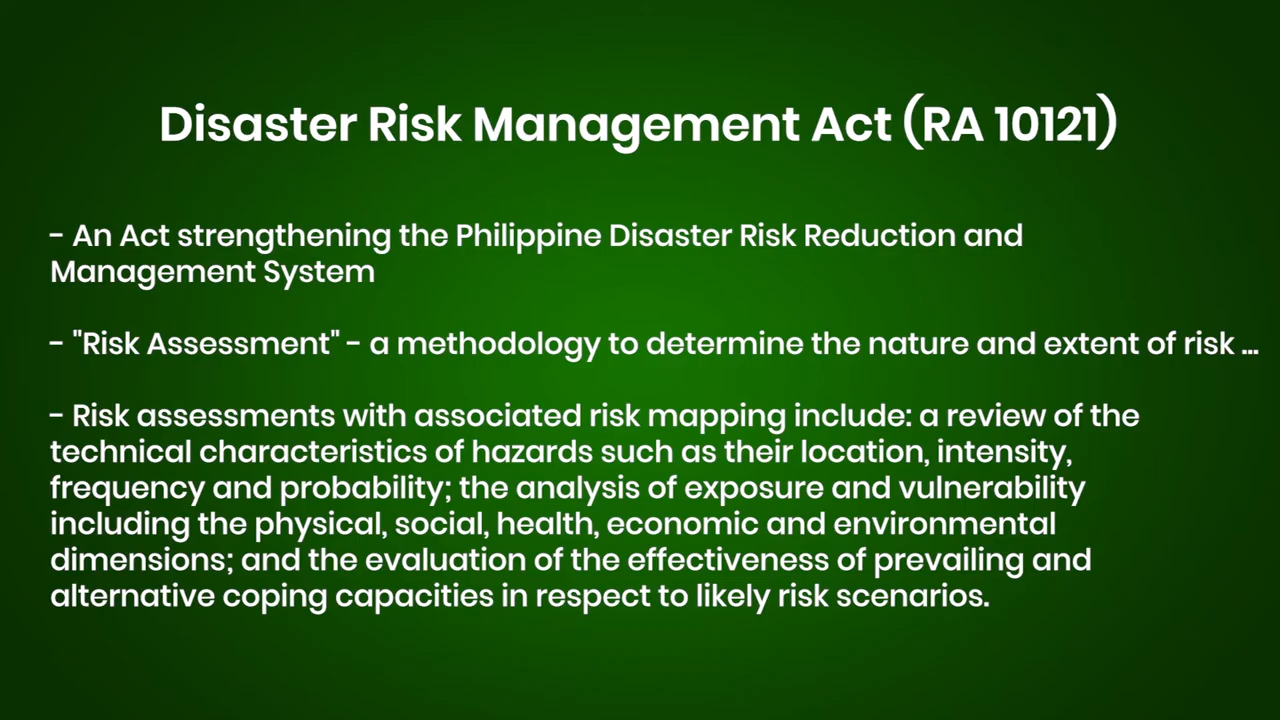 Disaster Risk Management Act (RA 10121)
- An Act strengthening the Philippine Disaster Risk Reduction and
Management System
- "Risk Assessment" - a methodology to determine the nature and extent of risk ...
- Risk assessments with associated risk mapping include: a review of the
technical characteristics of hazards such as their location, intensity,
frequency and probability; the analysis of exposure and vulnerability
including the physical, social, health, economic and environmental
dimensions; and the evaluation of the effectiveness of prevailing and
alternative coping capacities in respect to likely risk scenarios.